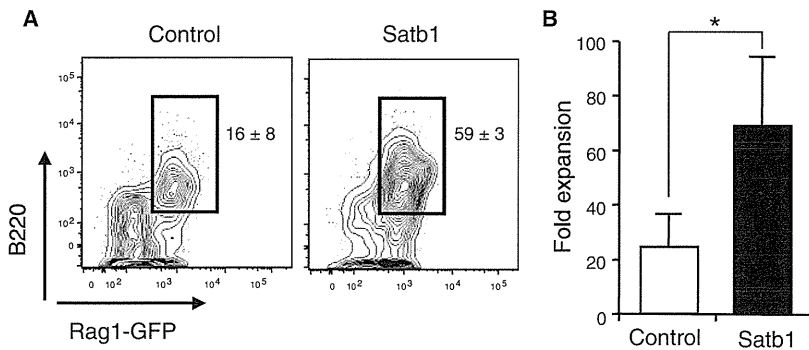 A
Control
Satb1
10⁵
10⁴
10³
10²
0
16 ± 8
59 ± 3
B220
0 10² 10³ 10⁴ 10⁵
0 10² 10³ 10⁴ 10⁵
Rag1-GFP
B
*
100
80
60
40
20
0
Fold expansion
Control
Satb1